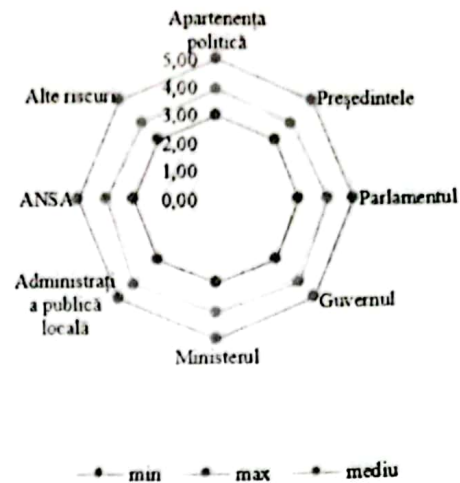 Apartenența
politică
5,00
4,00
3,00
2,00
1,00
0,00
Alte riscuri
Președintele
ANSA
Parlamentul
Administrați
a publică
locală
Guvernul
Ministerul
min
max
mediu